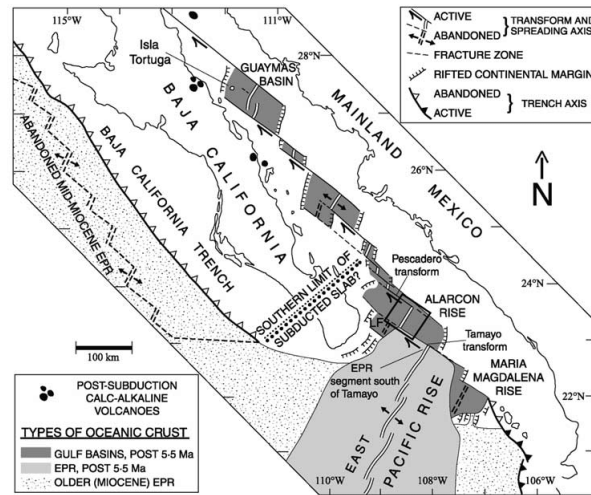 115°W
113°W
111°W
28°N
26°N
24°N
22°N
110°W
108°W
106°W
Isla
Tortuga
GUAYMAS
BASIN
BAJA
CALIFORNIA
MAINLAND
MEXICO
ABANDONED MID-MIOCENE EPR
BAJA
CALIFORNIA
TRENCH
SOUTHERN LIMIT OF
SUBDUCTED SLAB?
Pescadero
transform
ALARCON
RISE
F
Tamayo
transform
EPR
segment south
of Tamayo
MARIA
MAGDALENA
RISE
EAST
PACIFIC RISE
N
ACTIVE
ABANDONED
TRANSFORM AND
SPREADING AXIS
FRACTURE ZONE
RIFTED CONTINENTAL MARGIN
ABANDONED
ACTIVE
TRENCH AXIS
100 km
POST-SUBDUCTION
CALC-ALKALINE
VOLCANOES
TYPES OF OCEANIC CRUST
GULF BASINS, POST 5·5 Ma
EPR, POST 5·5 Ma
OLDER (MIOCENE) EPR